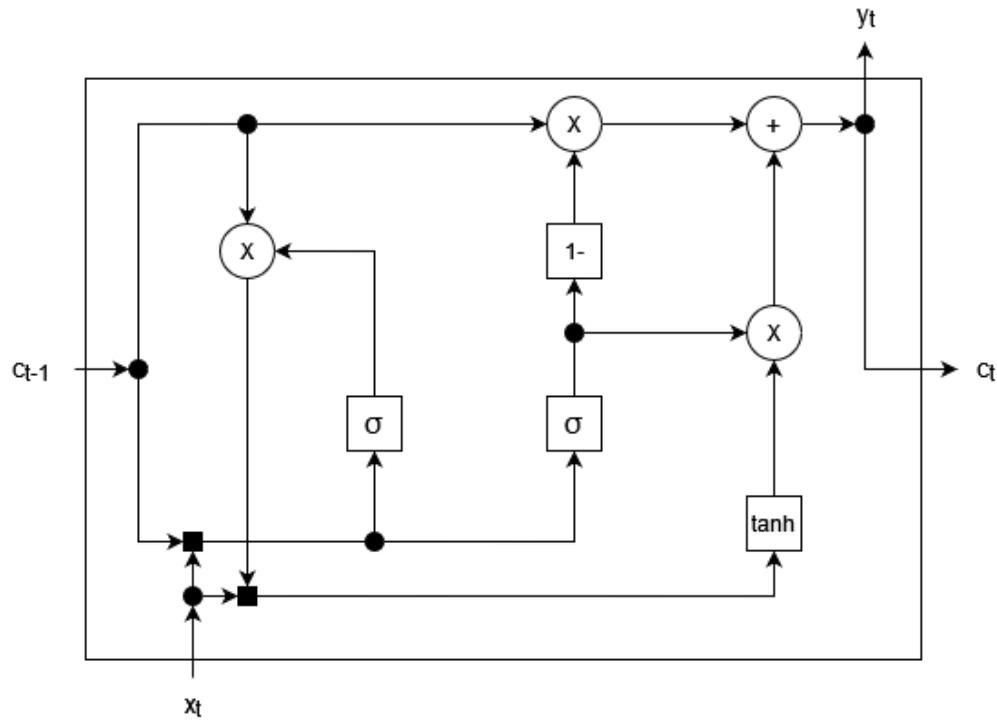 yt
X
+
X
1-
X
ct-1
ct
σ
σ
tanh
xt